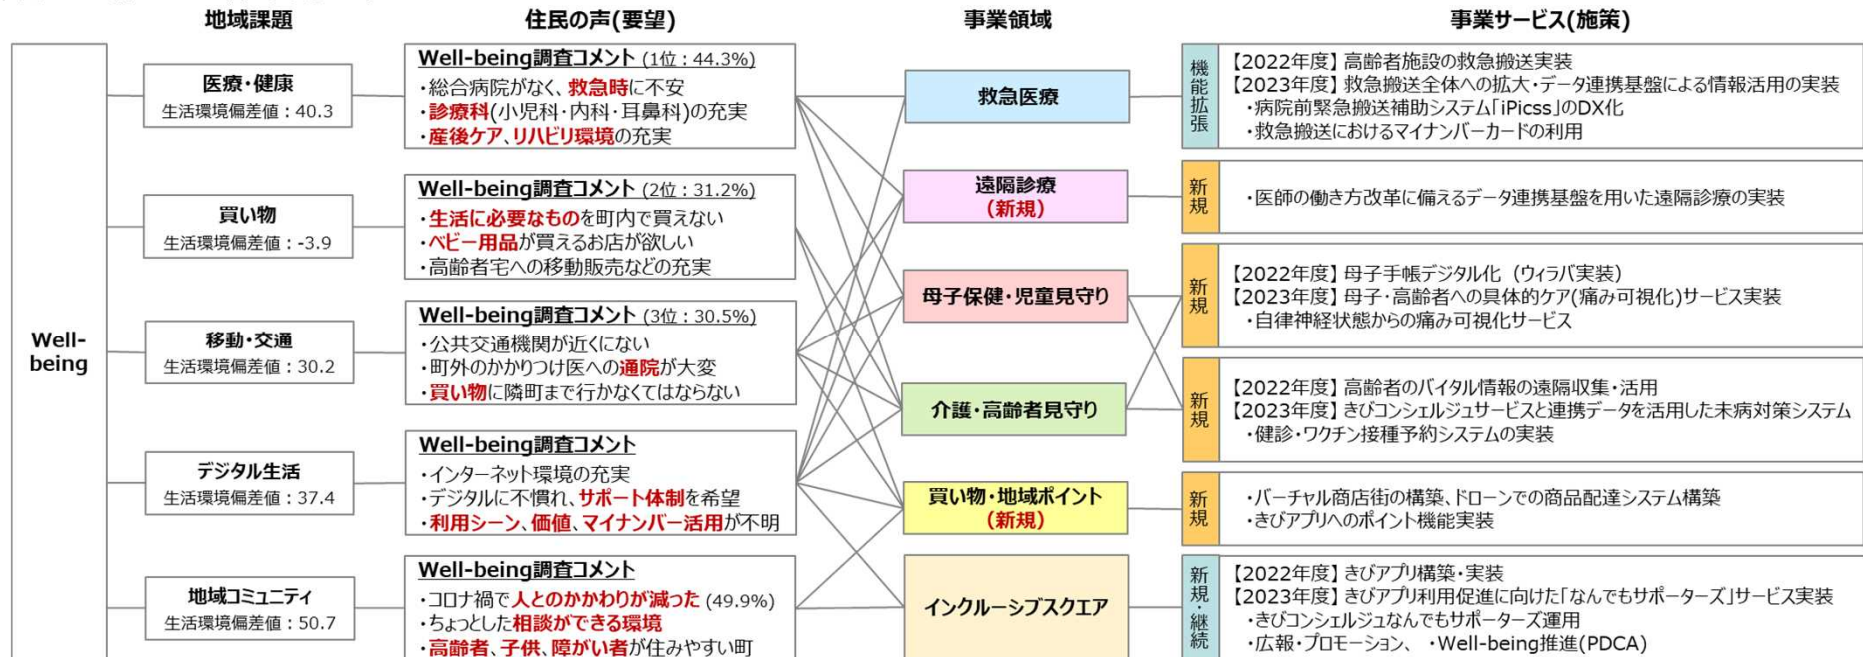 地域課題
住民の声(要望)
事業領域
事業サービス(施策)
Well-
being
医療・健康
生活環境偏差値：40.3
買い物
生活環境偏差値：-3.9
移動・交通
生活環境偏差値：30.2
デジタル生活
生活環境偏差値：37.4
地域コミュニティ
生活環境偏差値：50.7
Well-being調査コメント (1位：44.3%)
・総合病院がなく、救急時に不安
・診療科(小児科・内科・耳鼻科)の充実
・産後ケア、リハビリ環境の充実
Well-being調査コメント (2位：31.2%)
・生活に必要なものを町内で買えない
・ベビー用品が買えるお店が欲しい
・高齢者宅への移動販売などの充実
Well-being調査コメント (3位：30.5%)
・公共交通機関が近くにない
・町外のかかりつけ医への通院が大変
・買い物に隣町まで行かなくてはならない
Well-being調査コメント
・インターネット環境の充実
・デジタルに不慣れ、サポート体制を希望
・利用シーン、価値、マイナンバー活用が不明
Well-being調査コメント
・コロナ禍で人とのかかわりが減った (49.9%)
・ちょっとした相談ができる環境
・高齢者、子供、障がい者が住みやすい町
救急医療
遠隔診療
(新規)
母子保健・児童見守り
介護・高齢者見守り
買い物・地域ポイント
(新規)
インクルーシブスクエア
機能拡張
【2022年度】高齢者施設の救急搬送実装
【2023年度】救急搬送全体への拡大・データ連携基盤による情報活用の実装
・病院前緊急搬送補助システム「iPicss」のDX化
・救急搬送におけるマイナンバーカードの利用
新規
・医師の働き方改革に備えるデータ連携基盤を用いた遠隔診療の実装
新規
【2022年度】母子手帳デジタル化（ウィラバ実装）
【2023年度】母子・高齢者への具体的ケア(痛み可視化)サービス実装
・自律神経状態からの痛み可視化サービス
新規
【2022年度】高齢者のバイタル情報の遠隔収集・活用
【2023年度】きびコンシェルジュサービスと連携データを活用した未病対策システム
・健診・ワクチン接種予約システムの実装
新規
・バーチャル商店街の構築、ドローンでの商品配達システム構築
・きびアプリへのポイント機能実装
新規・継続
【2022年度】きびアプリ構築・実装
【2023年度】きびアプリ利用促進に向けた「なんでもサポーターズ」サービス実装
・きびコンシェルジュなんでもサポーターズ運用
・広報・プロモーション、 ・Well-being推進(PDCA)